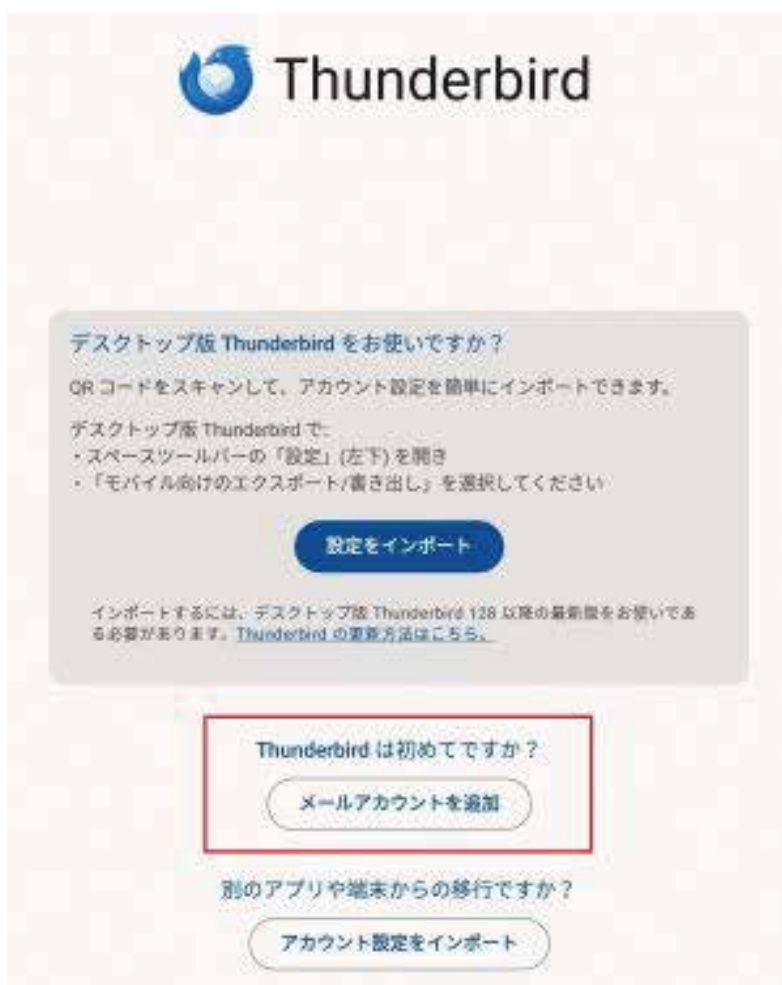 Thunderbird
デスクトップ版 Thunderbird をお使いですか？
QR コードをスキャンして、アカウント設定を簡単にインポートできます。
デスクトップ版 Thunderbird で:
・スペースツールバーの「設定」(左下) を開き
・「モバイル向けのエクスポート/書き出し」を選択してください
設定をインポート
インポートするには、デスクトップ版 Thunderbird 128 以降の最新版をお使いであ
る必要があります。Thunderbird の更新方法はこちら。
Thunderbird は初めてですか？
メールアカウントを追加
別のアプリや端末からの移行ですか？
アカウント設定をインポート